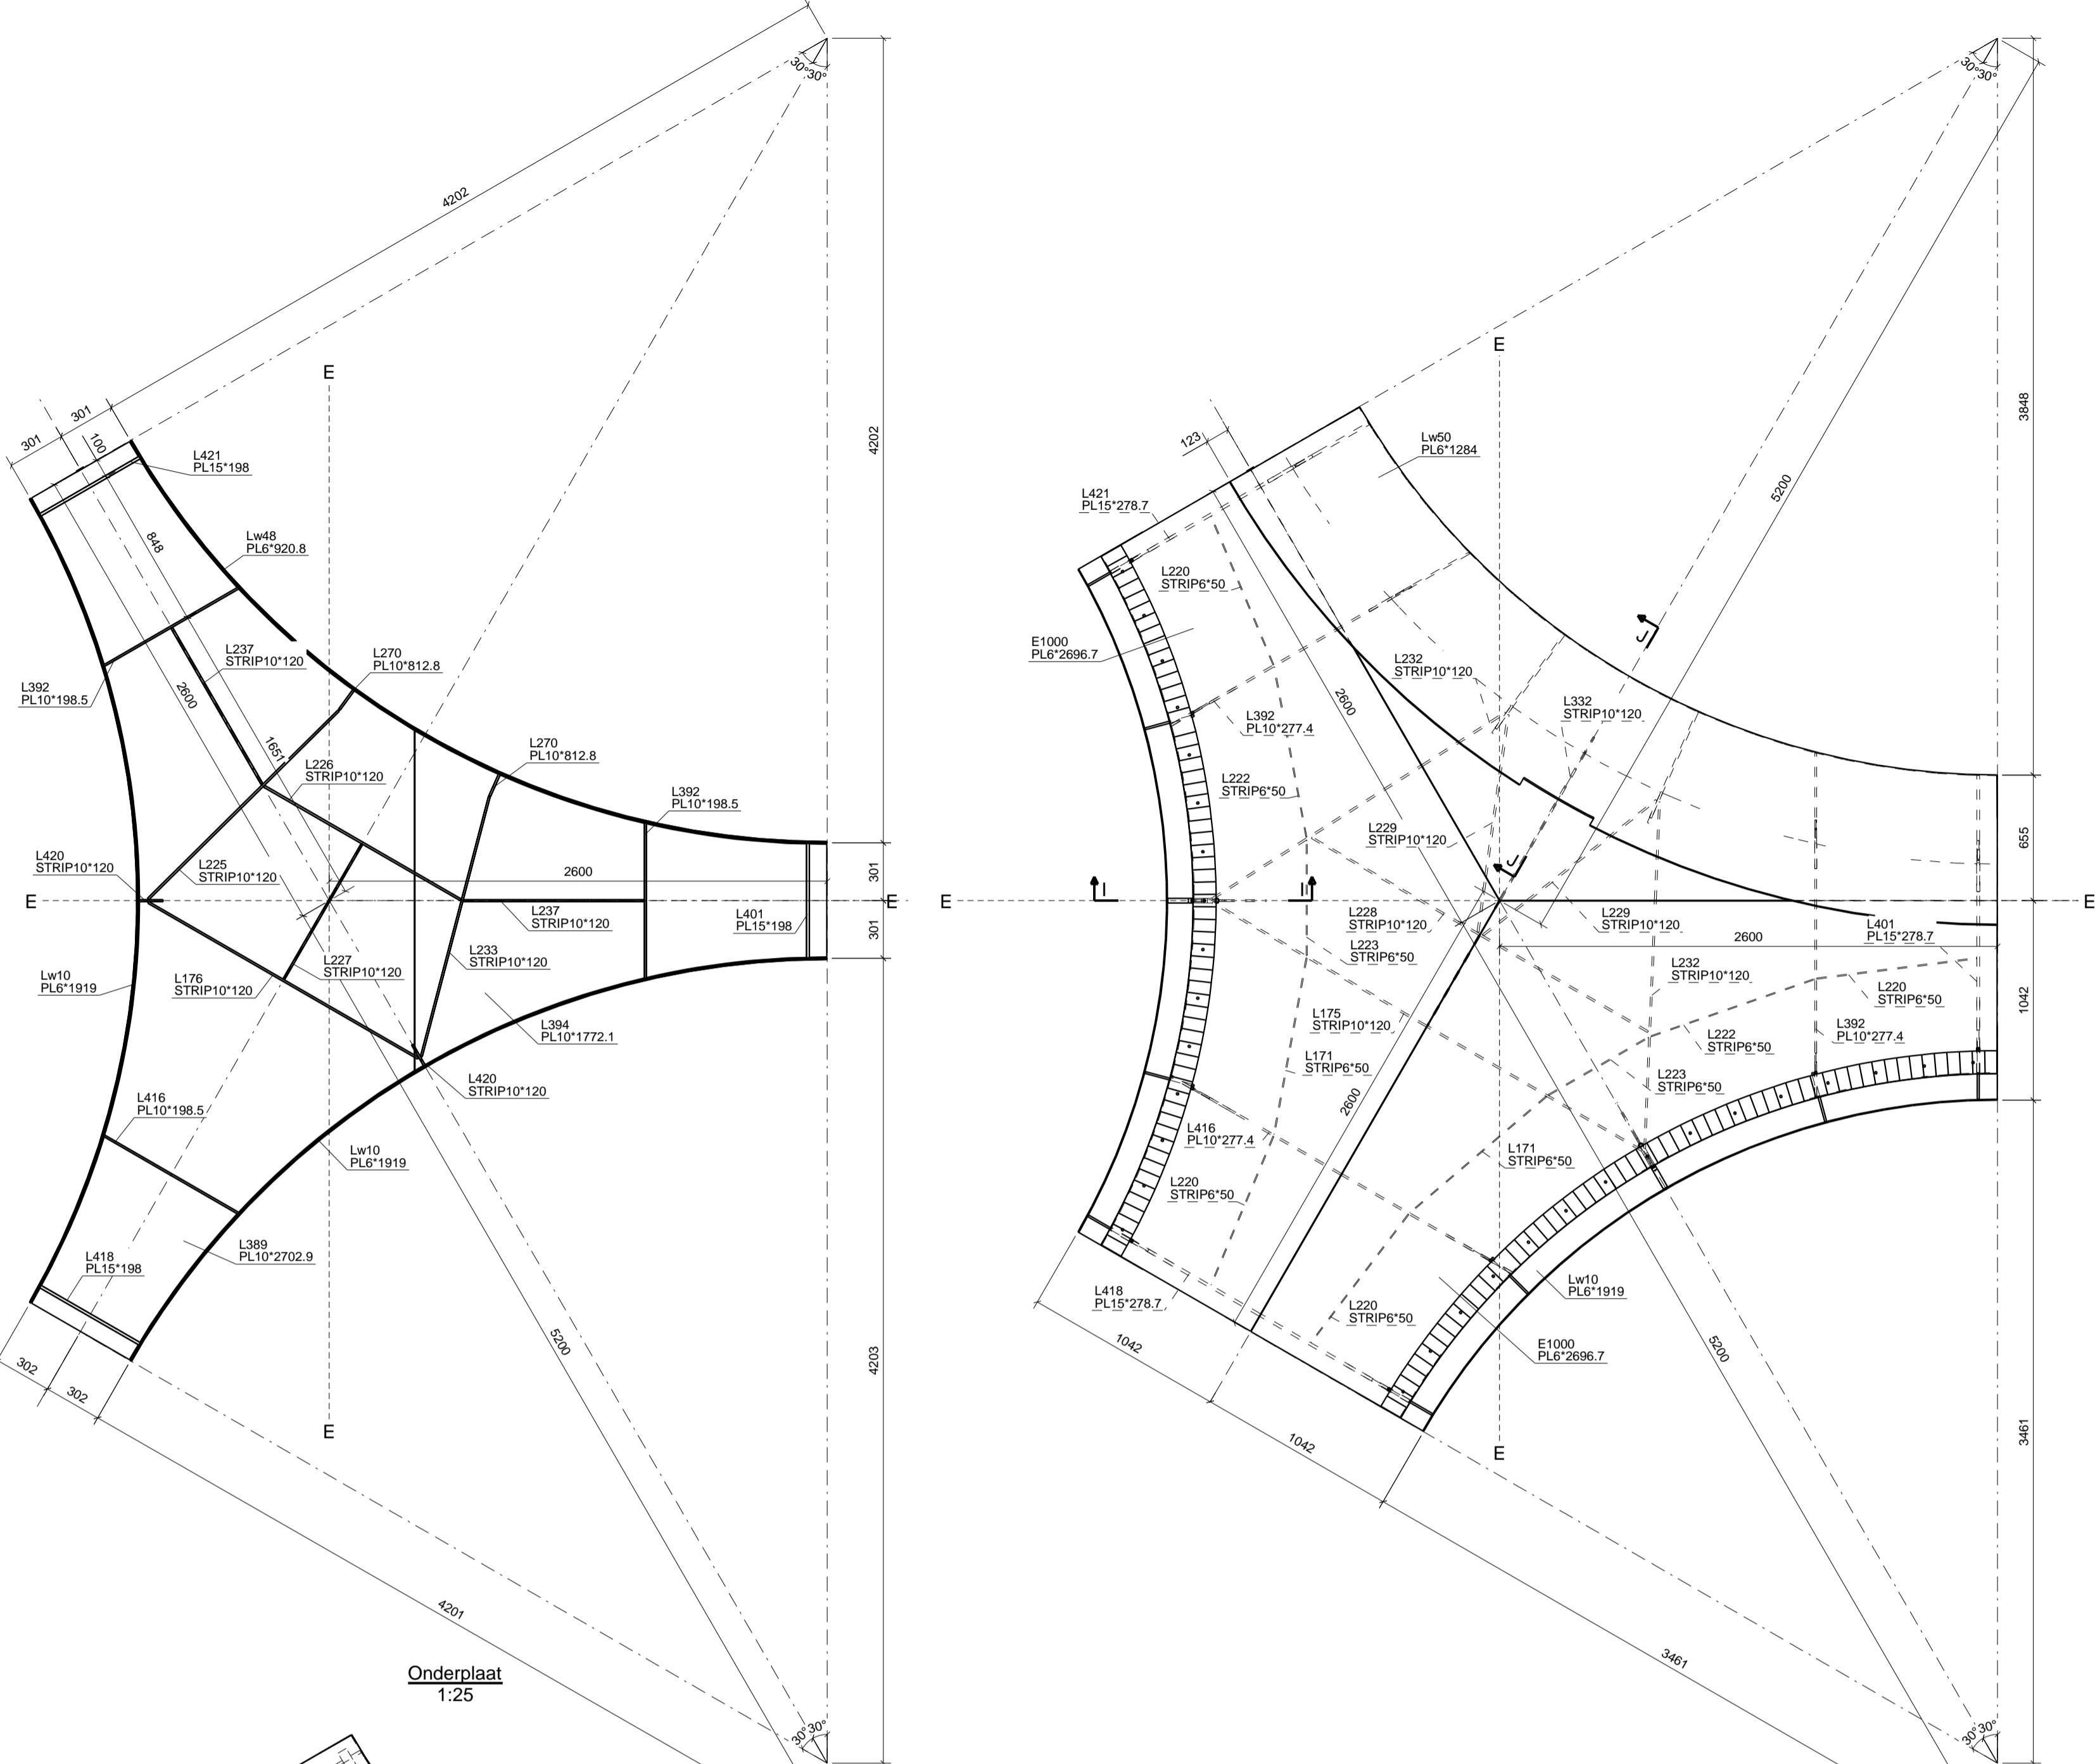 30°
30°
4202
4202
E
301
301
100
L421
PL15*198
848
Lw48
PL6*920.8
L237
STRIP10*120
L270
PL10*812.8
L392
PL10*198.5
2600
1651
L226
STRIP10*120
L270
PL10*812.8
L392
PL10*198.5
L420
STRIP10*120
L225
STRIP10*120
2600
301
E
E
L237
STRIP10*120
L401
PL15*198
301
L233
STRIP10*120
Lw10
PL6*1919
L176
STRIP10*120
L227
STRIP10*120
L394
PL10*1772.1
L420
STRIP10*120
L416
PL10*198.5
Lw10
PL6*1919
L389
PL10*2702.9
L418
PL15*198
302
302
5200
4203
E
4201
Onderplaat
1:25
30°
30°
30°
30°
3848
5200
E
123
Lw50
PL6*1284
L421
PL15*278.7
L220
STRIP6*50
E1000
PL6*2696.7
J
L232
STRIP10*120
2600
L392
PL10*277.4
L332
STRIP10*120
L222
STRIP6*50
L229
STRIP10*120
655
J
E
I
I
E
L228
STRIP10*120
L229
STRIP10*120
L401
PL15*278.7
2600
L223
STRIP6*50
L232
STRIP10*120
L220
STRIP6*50
1042
L175
STRIP10*120
L222
STRIP6*50
L392
PL10*277.4
L171
STRIP6*50
L223
STRIP6*50
2600
L416
PL10*277.4
L171
STRIP6*50
L220
STRIP6*50
L418
PL15*278.7
L220
STRIP6*50
Lw10
PL6*1919
E1000
PL6*2696.7
1042
1042
5200
3461
E
3461
30°
30°